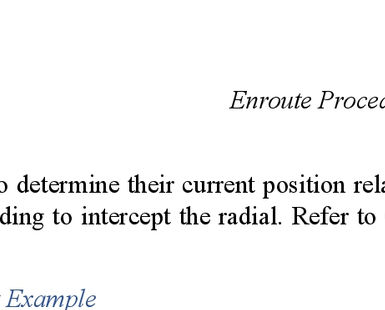 Enroute Proced
o determine their current position rela
ding to intercept the radial. Refer to
Example